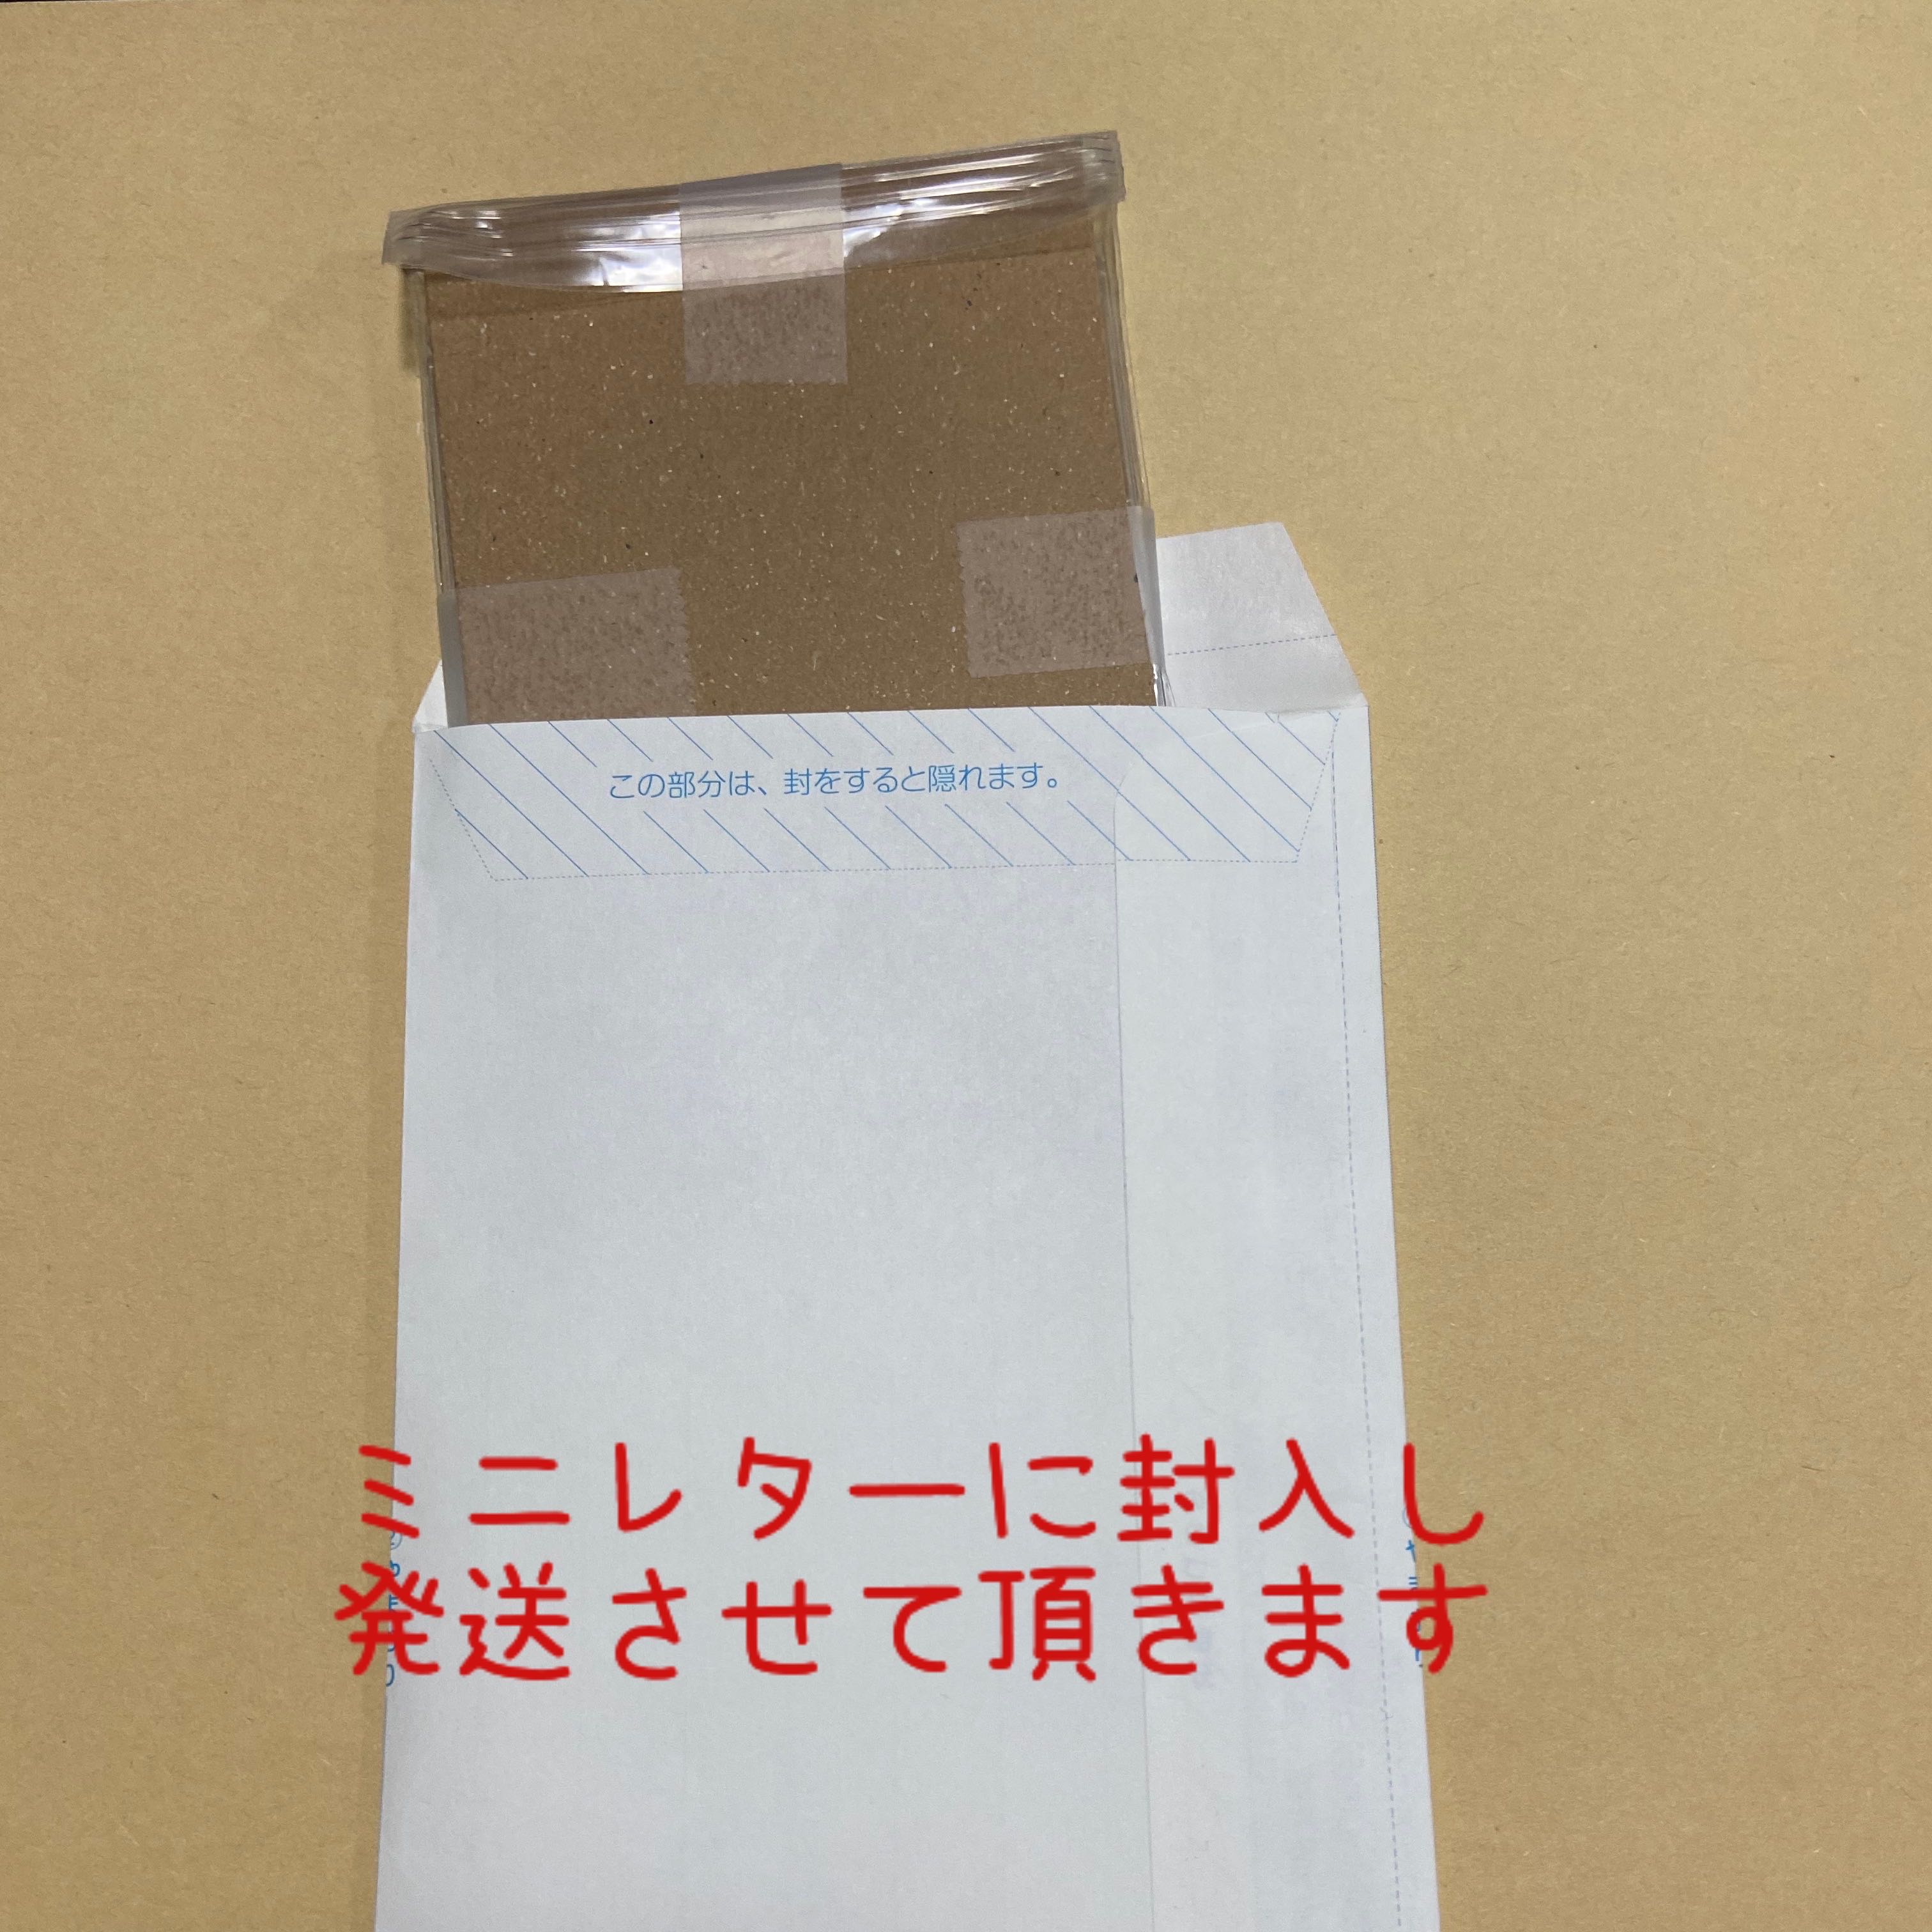 この部分は、封をすると隠れます。
ミニレターに封入し
発送させて頂きます